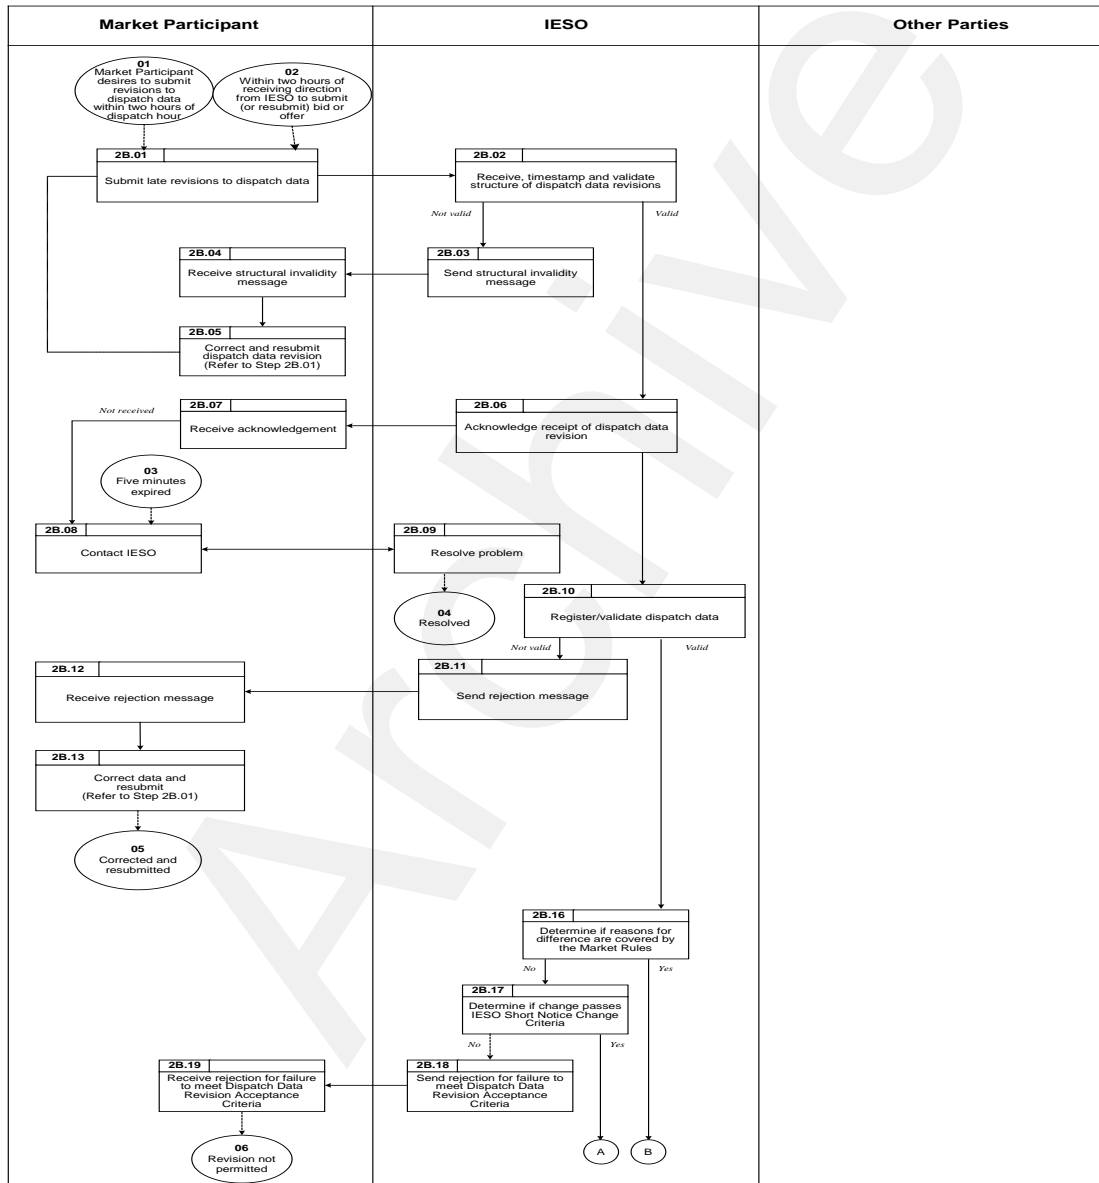 Market Participant
IESO
Other Parties
01
Market Participant
desires to submit
revisions to
dispatch data
within two hours of
dispatch hour
02
Within two hours of
receiving direction
from IESO to submit
(or resubmit) bid or
offer
2B.01
Submit late revisions to dispatch data
2B.02
Receive, timestamp and validate
structure of dispatch data revisions
Not valid
Valid
2B.04
Receive structural invalidity
message
2B.03
Send structural invalidity
message
2B.05
Correct and resubmit
dispatch data revision
(Refer to Step 2B.01)
Not received
2B.07
Receive acknowledgement
2B.06
Acknowledge receipt of dispatch data
revision
03
Five minutes
expired
2B.08
Contact IESO
2B.09
Resolve problem
04
Resolved
2B.10
Register/validate dispatch data
Not valid
Valid
2B.12
Receive rejection message
2B.11
Send rejection message
2B.13
Correct data and
resubmit
(Refer to Step 2B.01)
05
Corrected and
resubmitted
2B.16
Determine if reasons for
difference are covered by
the Market Rules
No
Yes
2B.17
Determine if change passes
IESO Short Notice Change
Criteria
No
Yes
2B.19
Receive rejection for failure
to meet Dispatch Data
Revision Acceptance
Criteria
2B.18
Send rejection for failure to
meet Dispatch Data
Revision Acceptance
Criteria
06
Revision not
permitted
A
B
Archive